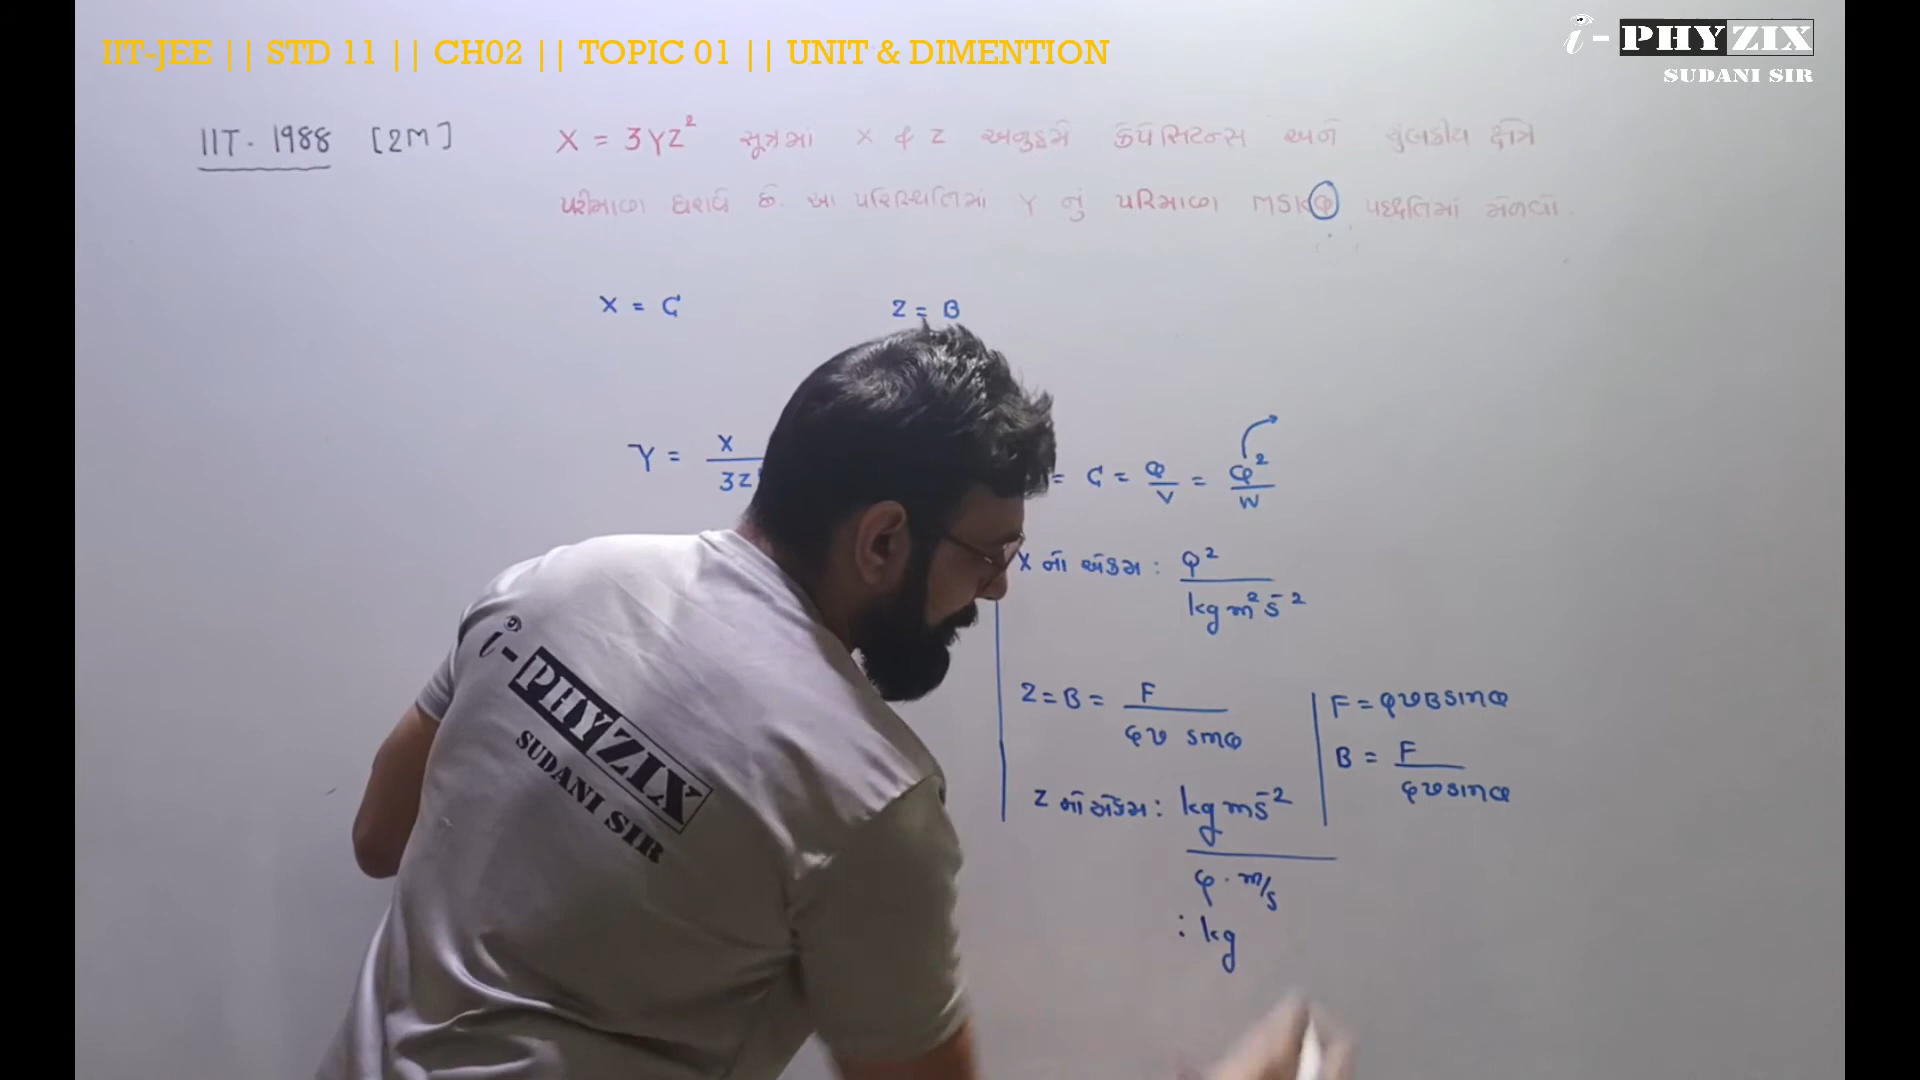 IIT-JEE || STD 11 || CH02 || TOPIC 01 || UNIT & DIMENTION
i-PHYZIX
SUDANI SIR
IIT - 1988 [2M]
X = 3YZ² સૂત્રમાં X & Z અનુક્રમે કેપેસિટન્સ અને ચુંબકીય ક્ષેત્રે
પરિમાણ ધરાવે છે. આ પરિસ્થિતિમાં Y નું પરિમાણ MSKQ પદ્ધતિમાં મેળવો.
X = C
Z = B
Y = X / 3Z
= C = Q/V = Q²/W
X નો એકમ : Q² / kg m² s⁻²
Z = B = F / qv sinθ
F = qvB sinθ
B = F / qv sinθ
Z નો એકમ : kg m s⁻² / q · m/s
: kg
i-PHYZIX
SUDANI SIR